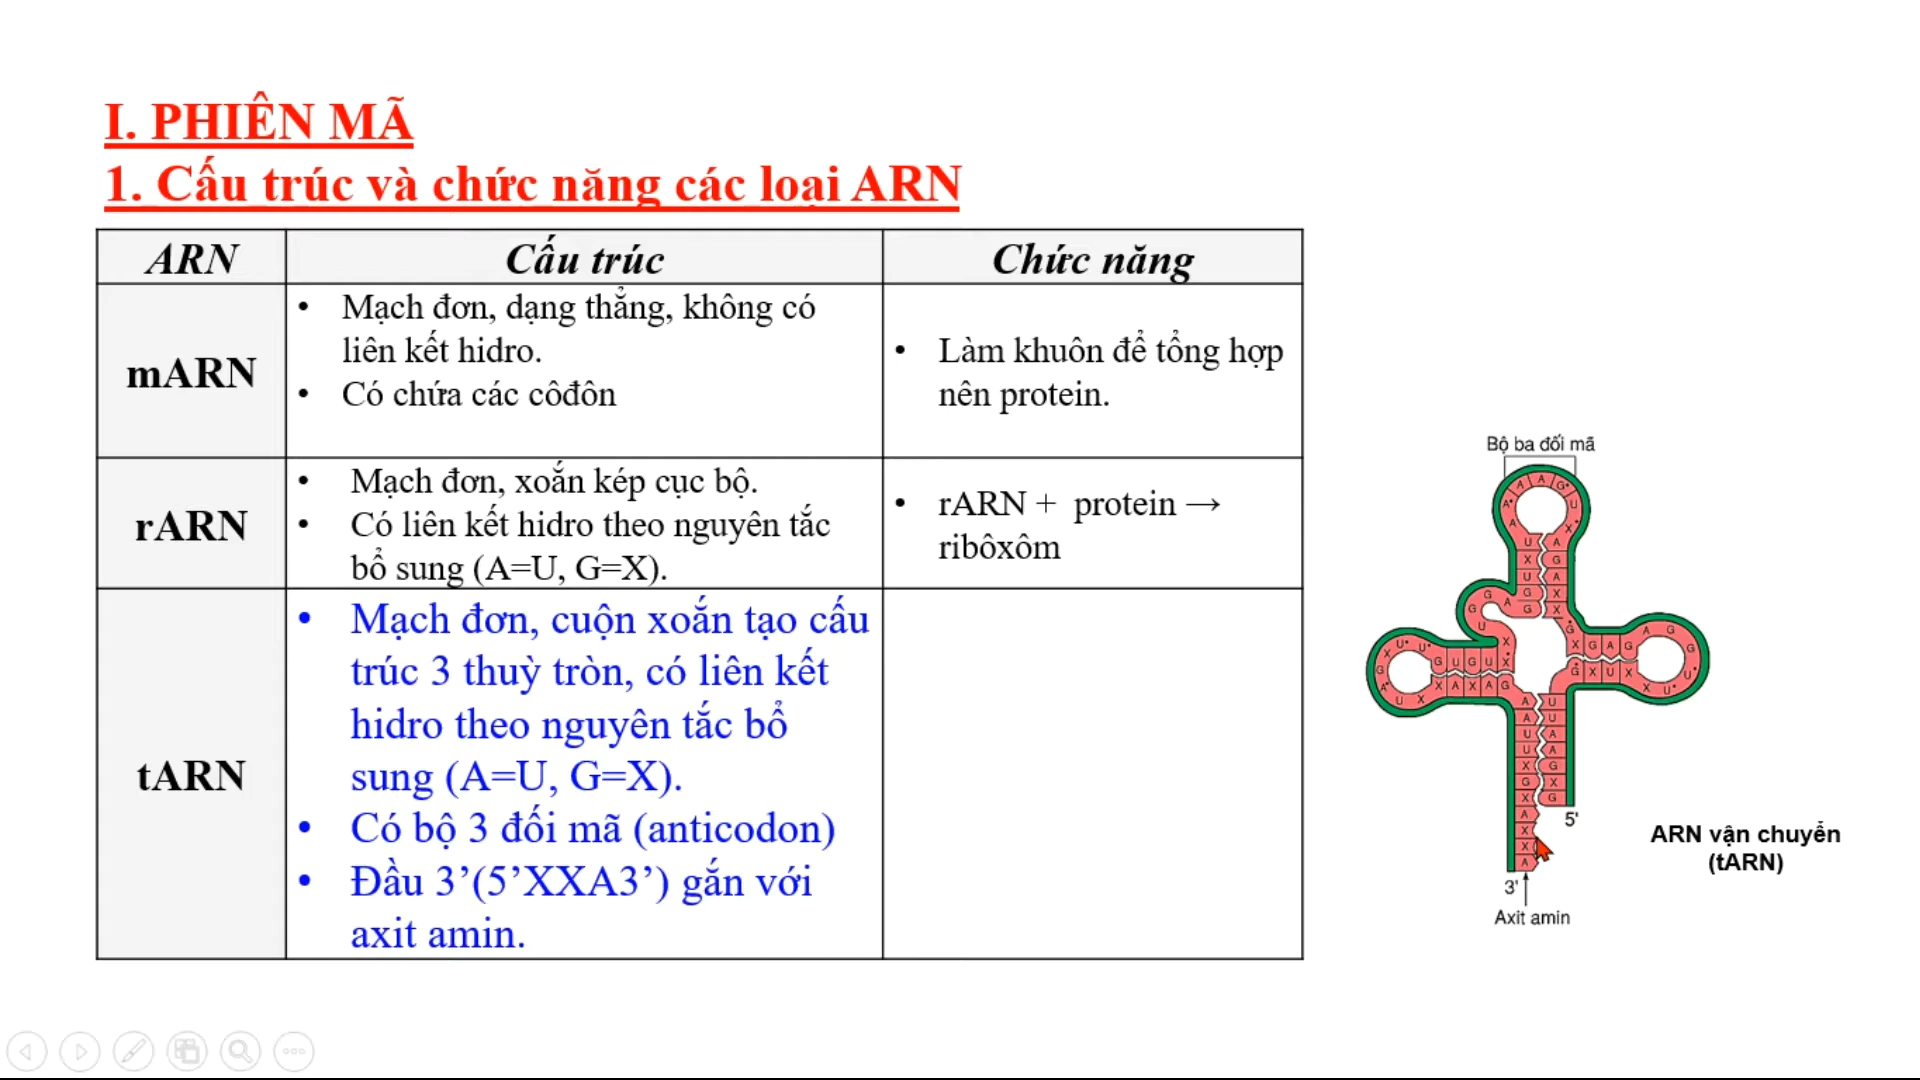 I. PHIÊN MÃ
1. Cấu trúc và chức năng các loại ARN
ARN
Cấu trúc
Chức năng
mARN
• Mạch đơn, dạng thẳng, không có
liên kết hidro.
• Có chứa các côđôn
• Làm khuôn để tổng hợp
nên protein.
rARN
• Mạch đơn, xoắn kép cục bộ.
• Có liên kết hidro theo nguyên tắc
bổ sung (A=U, G=X).
• rARN + protein →
ribôxôm
tARN
• Mạch đơn, cuộn xoắn tạo cấu
trúc 3 thuỳ tròn, có liên kết
hidro theo nguyên tắc bổ
sung (A=U, G=X).
• Có bộ 3 đối mã (anticodon)
• Đầu 3’(5’XXA3’) gắn với
axit amin.
Bộ ba đối mã
5'
3'
Axit amin
ARN vận chuyển
(tARN)